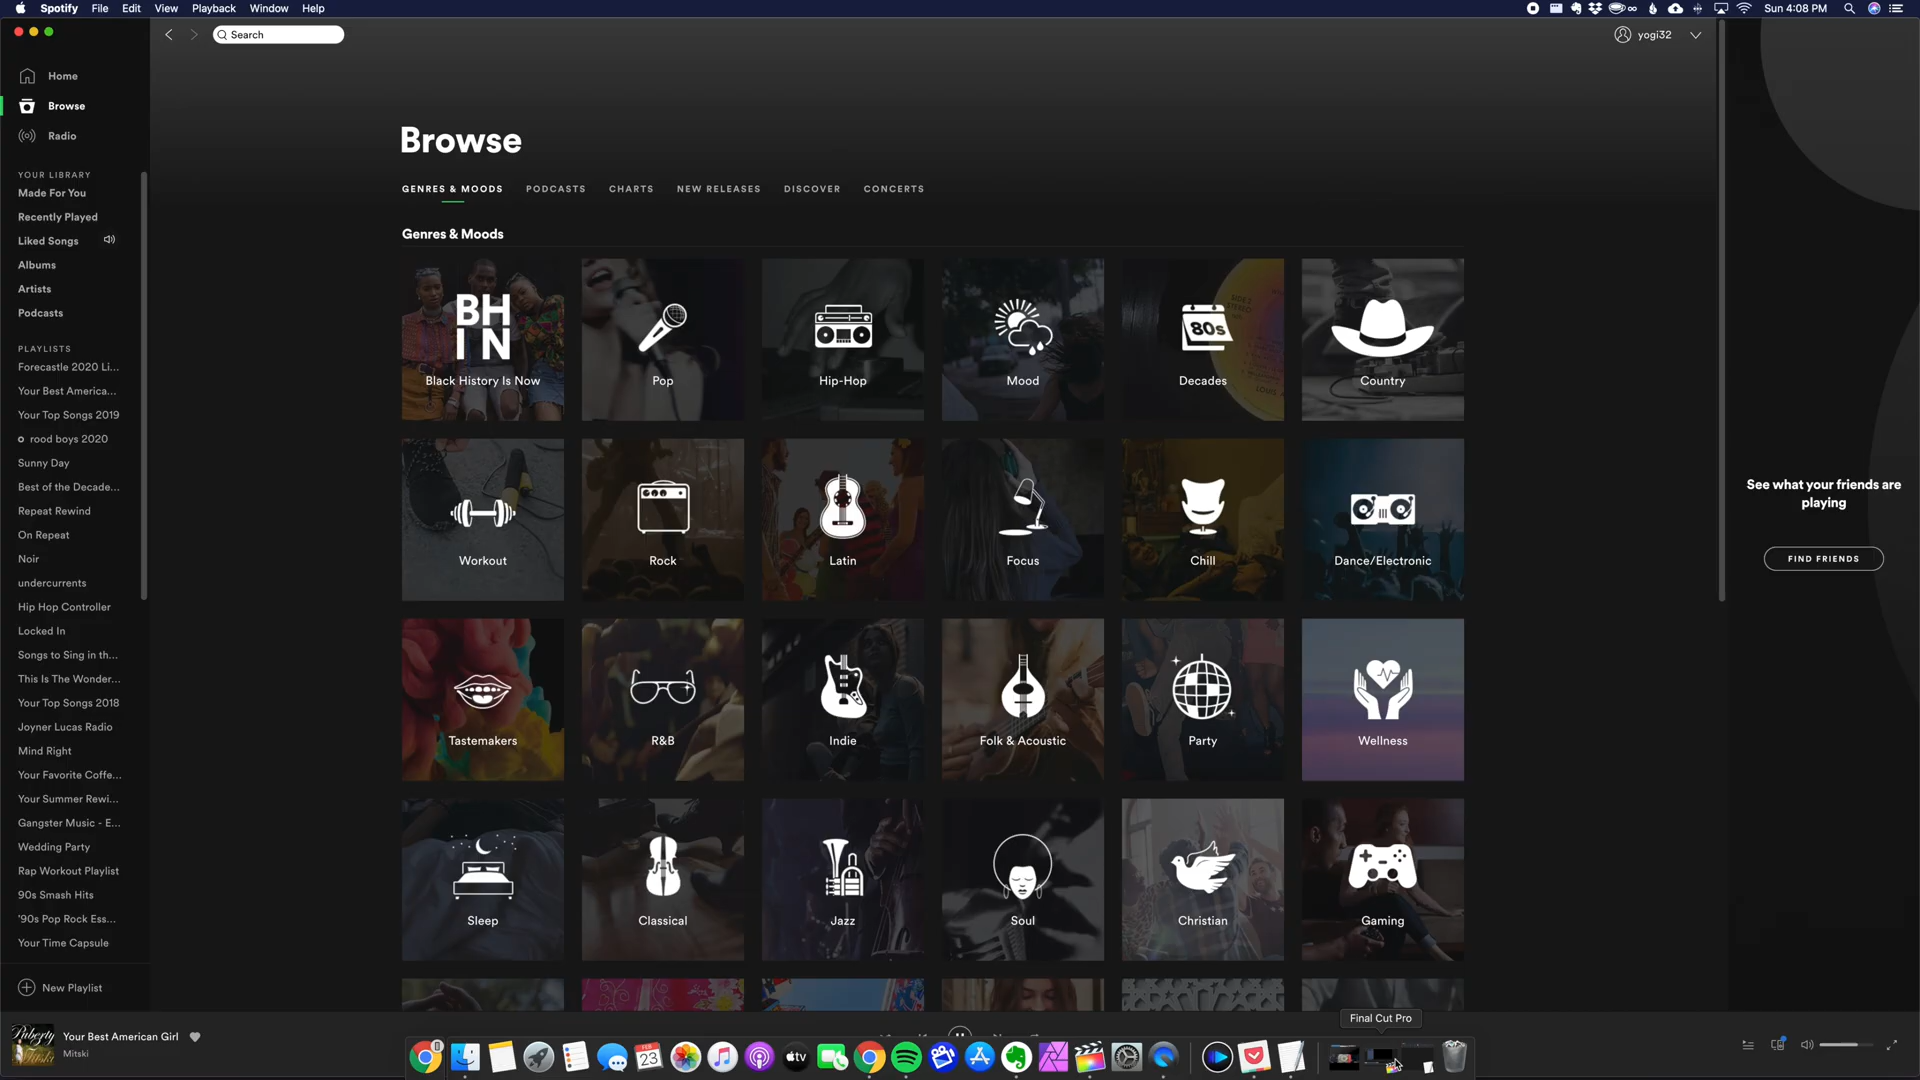 Spotify File Edit View Playback Window Help
Sun 4:08 PM
Search
yogi32
Home
Browse
Radio
YOUR LIBRARY
Made For You
Recently Played
Liked Songs
Albums
Artists
Podcasts
PLAYLISTS
Forecastle 2020 Li...
Your Best America...
Your Top Songs 2019
rood boys 2020
Sunny Day
Best of the Decade...
Repeat Rewind
On Repeat
Noir
undercurrents
Hip Hop Controller
Locked In
Songs to Sing in th...
This Is The Wonder...
Your Top Songs 2018
Joyner Lucas Radio
Mind Right
Your Favorite Coffe...
Your Summer Rewi...
Gangster Music - E...
Wedding Party
Rap Workout Playlist
90s Smash Hits
'90s Pop Rock Ess...
Your Time Capsule
New Playlist
Browse
GENRES & MOODS PODCASTS CHARTS NEW RELEASES DISCOVER CONCERTS
Genres & Moods
BH
IN
Black History Is Now
Pop
Hip-Hop
Mood
80s
Decades
Country
Workout
Rock
Latin
Focus
Chill
Dance/Electronic
Tastemakers
R&B
Indie
Folk & Acoustic
Party
Wellness
Sleep
Classical
Jazz
Soul
Christian
Gaming
See what your friends are
playing
FIND FRIENDS
Puberty
Your Best American Girl
Mitski
Final Cut Pro
FEB
23
tv